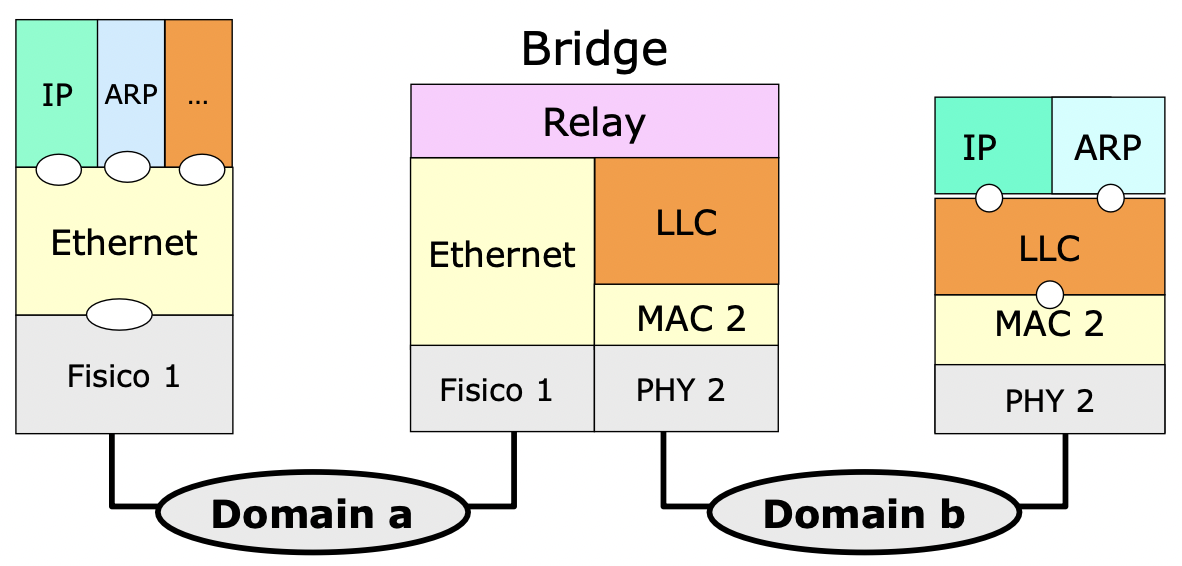 IP
ARP
...
Ethernet
Fisico 1
Bridge
Relay
Ethernet
LLC
MAC 2
Fisico 1
PHY 2
IP
ARP
LLC
MAC 2
PHY 2
Domain a
Domain b